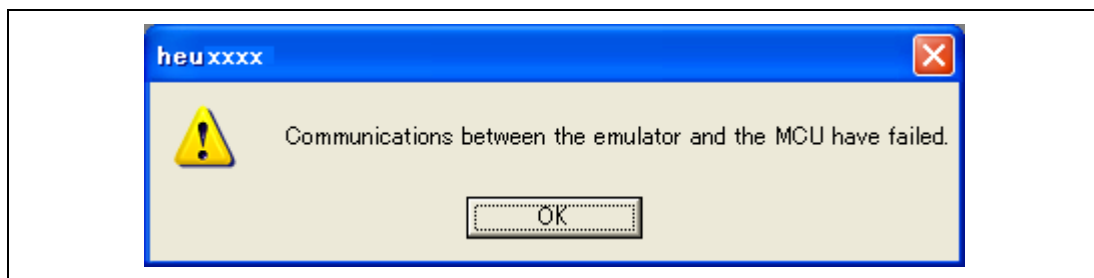 heuxxxx
Communications between the emulator and the MCU have failed.
OK